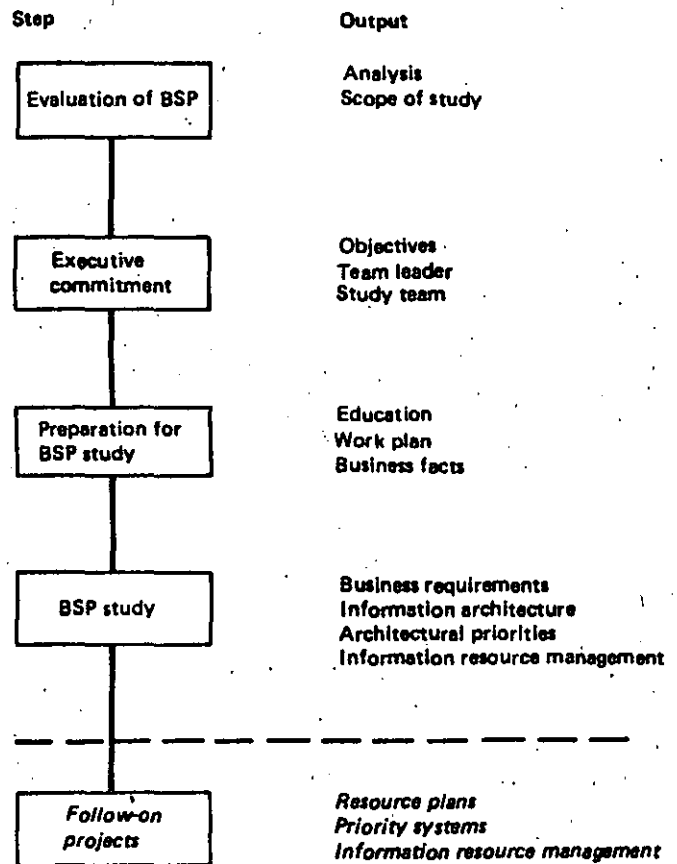 Step Output
Evaluation of BSP
Analysis
Scope of study
Executive
commitment
Objectives
Team leader
Study team
Preparation for
BSP study
Education
Work plan
Business facts
BSP study
Business requirements
Information architecture
Architectural priorities
Information resource management
Follow-on
projects
Resource plans
Priority systems
Information resource management